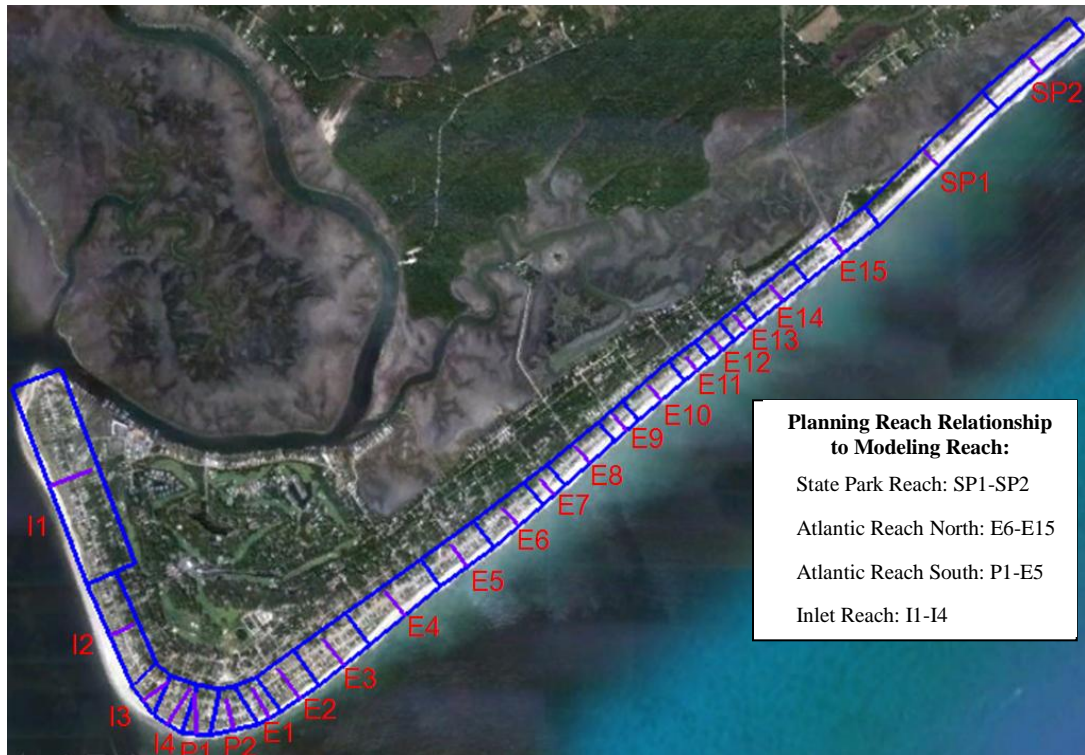 SP2
SP1
E15
E14
E13
E12
E11
E10
E9
E8
E7
E6
E5
E4
E3
E2
E1
P2
P1
I4
I3
I2
I1
Planning Reach Relationship
to Modeling Reach:
State Park Reach: SP1-SP2
Atlantic Reach North: E6-E15
Atlantic Reach South: P1-E5
Inlet Reach: I1-I4